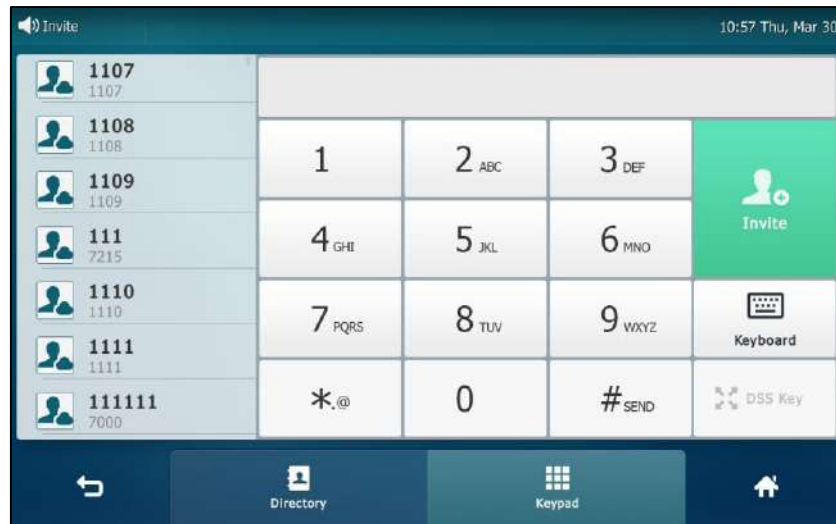 Invite
10:57 Thu, Mar 30
1107
1107
1108
1108
1109
1109
111
7215
1110
1110
1111
1111
111111
7000
1
2 ABC
3 DEF
Invite
4 GHI
5 JKL
6 MNO
7 PQRS
8 TUV
9 WXYZ
Keyboard
*.@
0
# SEND
DSS Key
Directory
Keypad